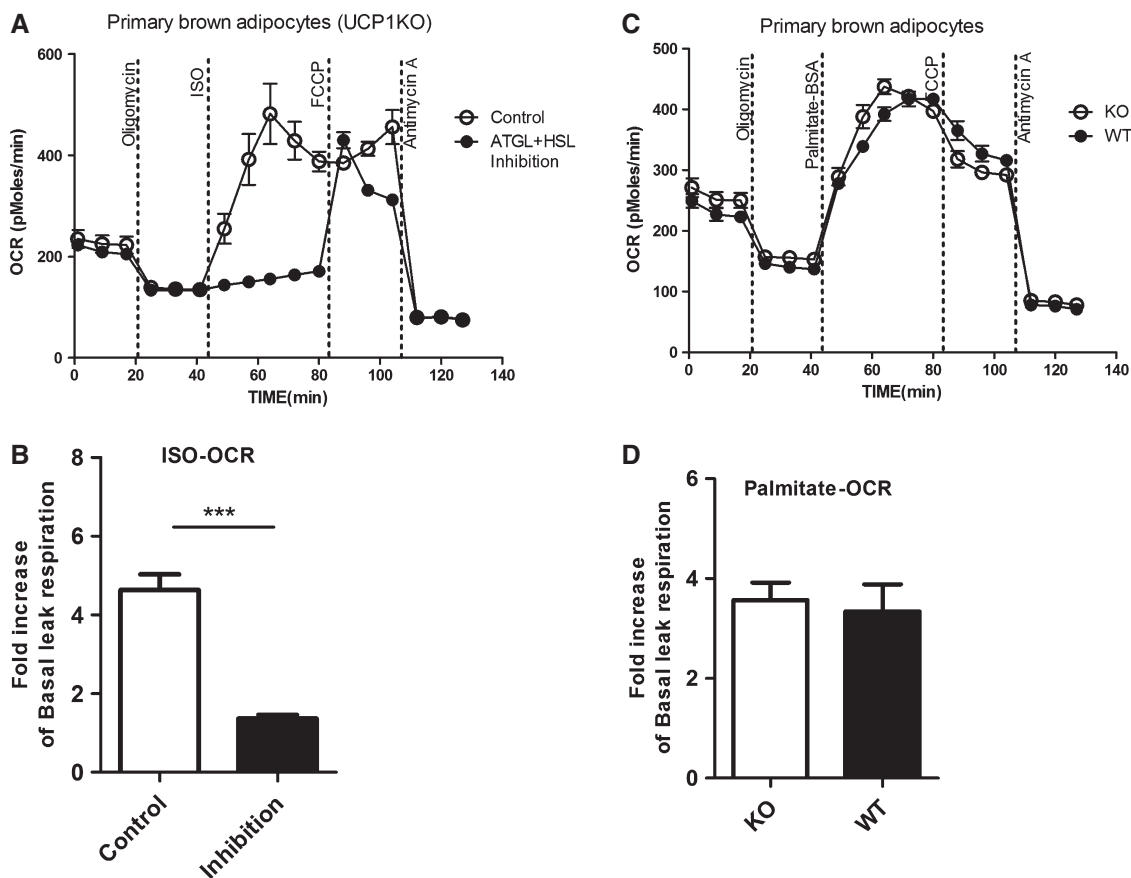 A
Primary brown adipocytes (UCP1KO)
600
400
200
0
OCR (pMoles/min)
Oligomycin
ISO
FCCP
Antimycin A
Control
ATGL+HSL
Inhibition
0 20 40 60 80 100 120 140
TIME(min)
C
Primary brown adipocytes
500
400
300
200
100
0
OCR (pMoles/min)
Oligomycin
Palmitate-BSA
CCP
Antimycin A
KO
WT
0 20 40 60 80 100 120 140
TIME(min)
B
ISO-OCR
8
6
4
2
0
Fold increase
of Basal leak respiration
***
Control
Inhibition
D
Palmitate-OCR
6
4
2
0
Fold increase
of Basal leak respiration
KO
WT